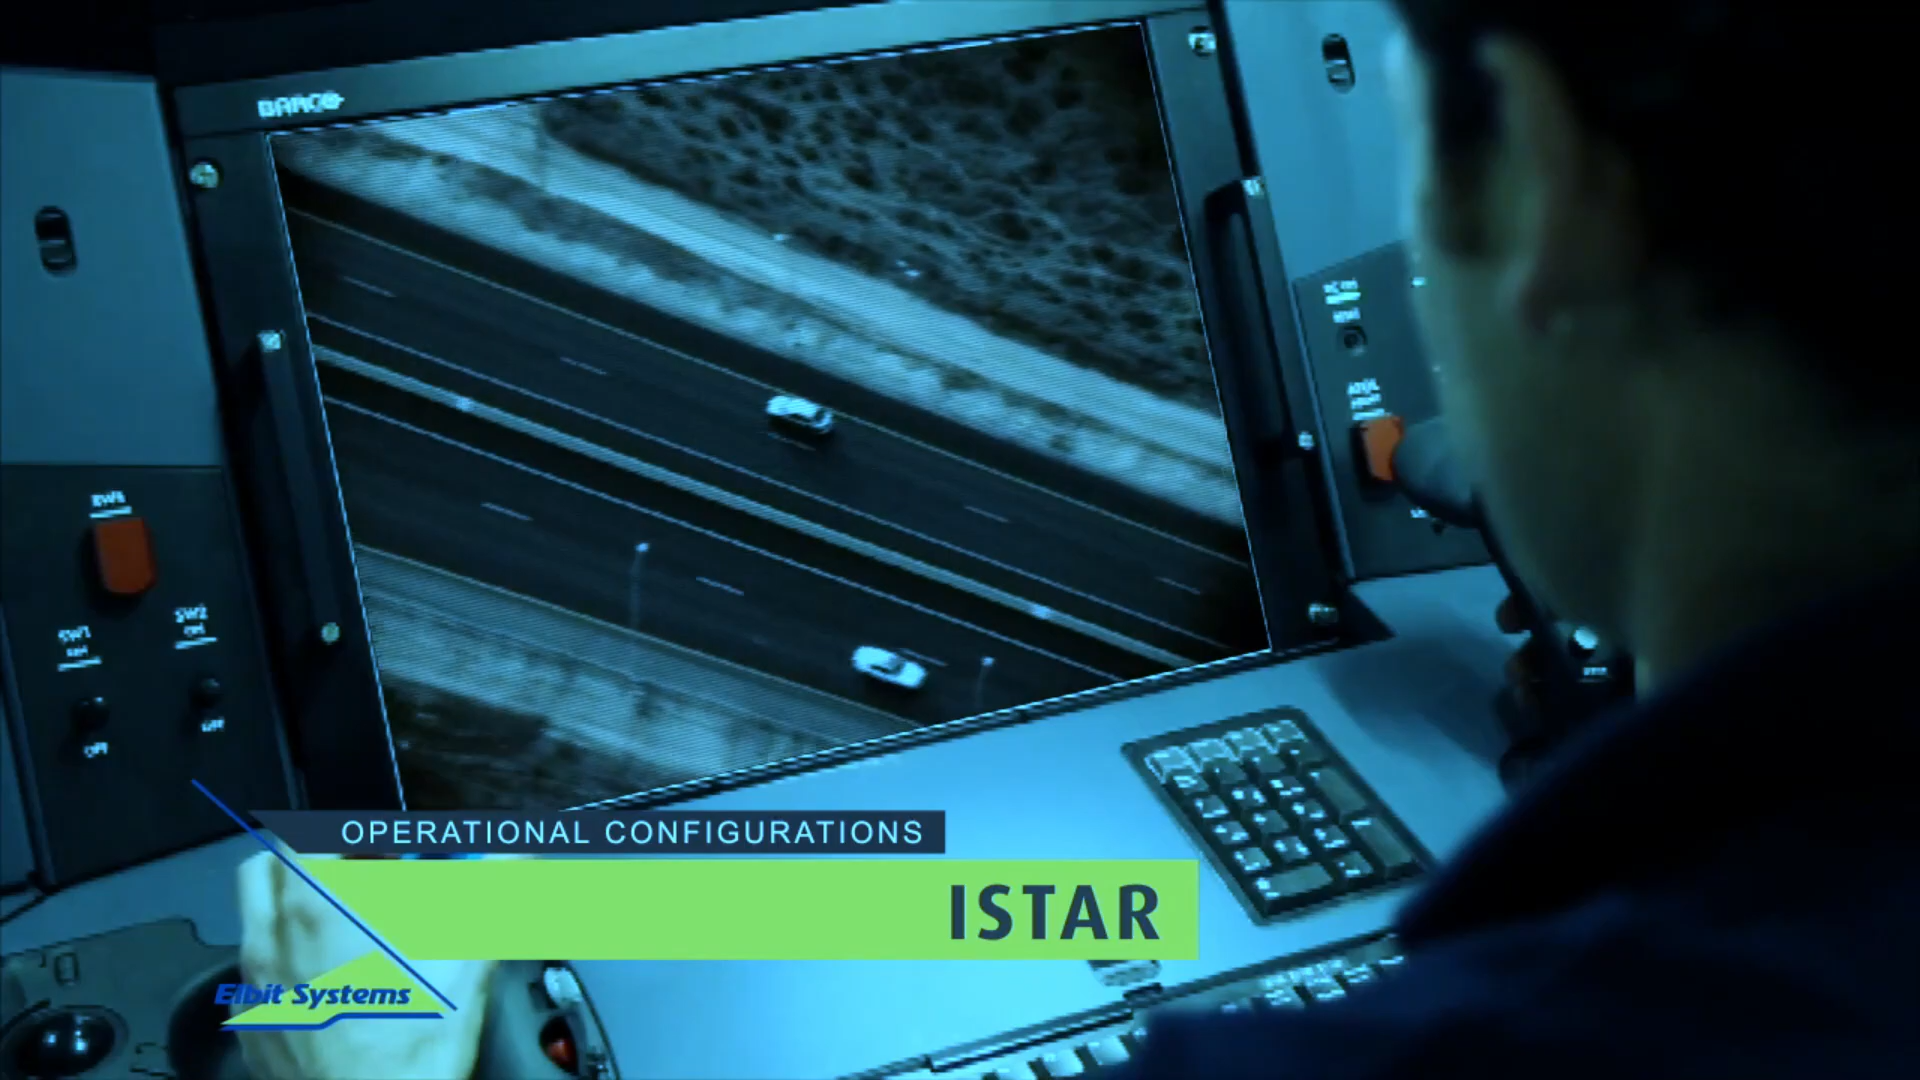 BARCO
SW1
SW2
OFF
OFF
OPERATIONAL CONFIGURATIONS
ISTAR
Elbit Systems